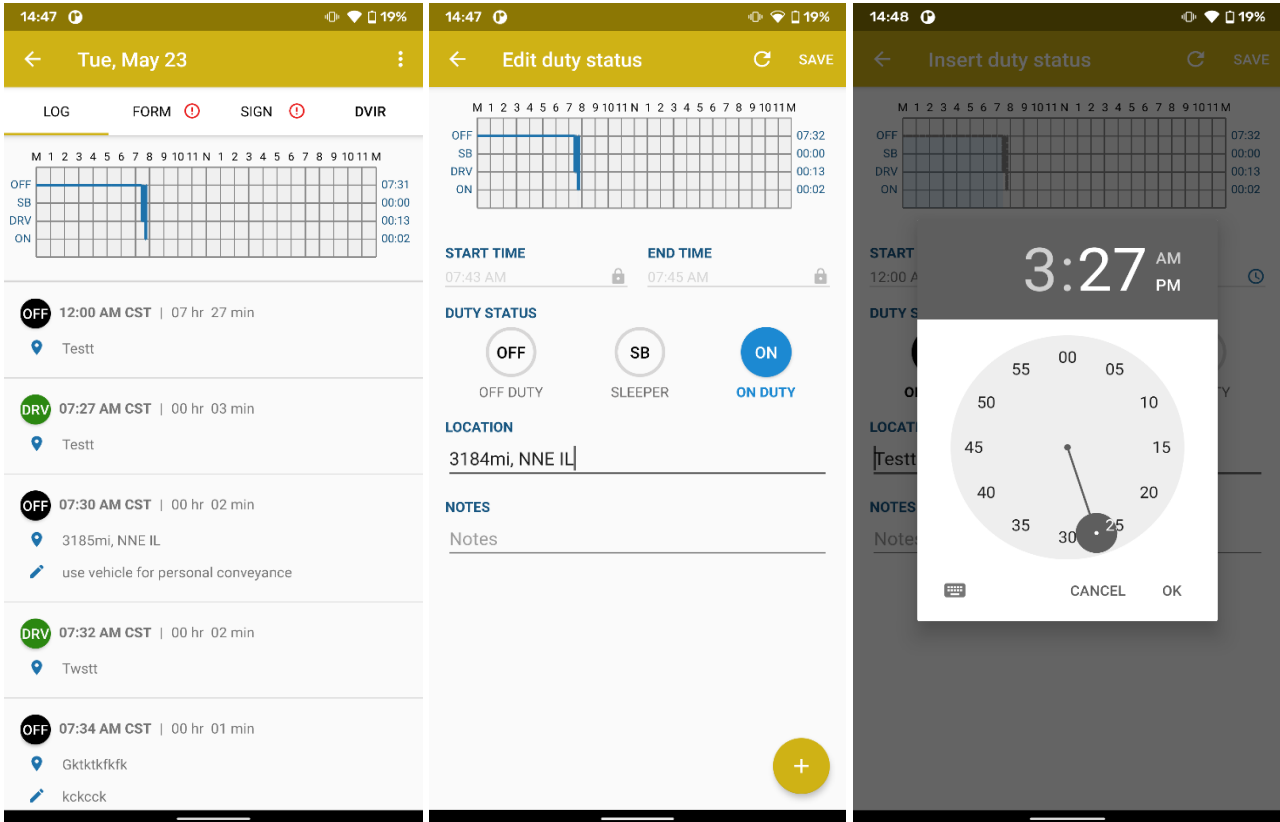 14:47 19%
Tue, May 23
LOG FORM SIGN DVIR
M 1 2 3 4 5 6 7 8 9 10 11 N 1 2 3 4 5 6 7 8 9 10 11 M
OFF 07:31
SB 00:00
DRV 00:13
ON 00:02
OFF 12:00 AM CST | 07 hr 27 min
Testt
DRV 07:27 AM CST | 00 hr 03 min
Testt
OFF 07:30 AM CST | 00 hr 02 min
3185mi, NNE IL
use vehicle for personal conveyance
DRV 07:32 AM CST | 00 hr 02 min
Twstt
OFF 07:34 AM CST | 00 hr 01 min
Gktktkfkfk
kckcck
14:47 19%
Edit duty status SAVE
M 1 2 3 4 5 6 7 8 9 10 11 N 1 2 3 4 5 6 7 8 9 10 11 M
OFF 07:32
SB 00:00
DRV 00:13
ON 00:02
START TIME END TIME
07:43 AM 07:45 AM
DUTY STATUS
OFF SB ON
OFF DUTY SLEEPER ON DUTY
LOCATION
3184mi, NNE IL
NOTES
Notes
+
14:48 19%
Insert duty status SAVE
M 1 2 3 4 5 6 7 8 9 10 11 N 1 2 3 4 5 6 7 8 9 10 11 M
OFF 07:32
SB 00:00
DRV 00:13
ON 00:02
START
12:00 A
DUTY S
LOCATI
Testt
NOTES
Notes
3:27 AM
PM
00
55 05
50 10
45 15
40 20
35 25
30
CANCEL OK